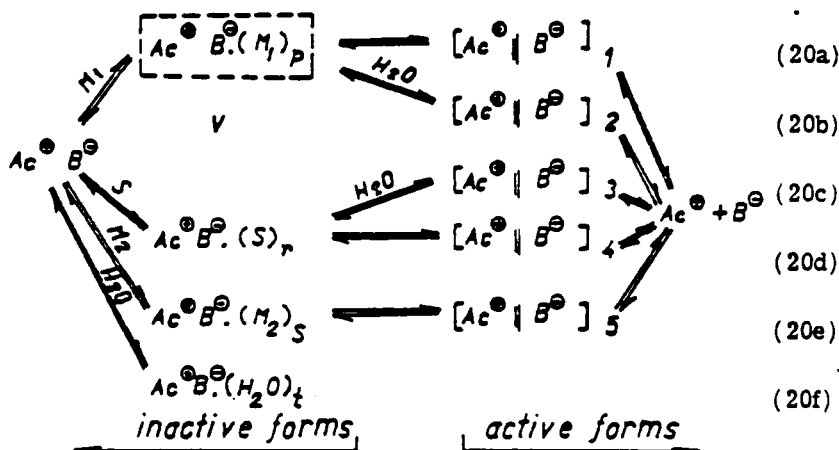 Ac⊕ B⊖.(M₁)p [Ac⊕ | B⊖]₁ (20a)
M₁ H₂O
V [Ac⊕ | B⊖]₂ (20b)
Ac⊕ B⊖ S H₂O [Ac⊕ | B⊖]₃ Ac⊕ + B⊖ (20c)
M₂ Ac⊕B⊖.(S)r [Ac⊕ | B⊖]₄ (20d)
H₂O
Ac⊕B⊖.(M₂)s [Ac⊕ | B⊖]₅ (20e)
Ac⊕B⊖.(H₂O)t (20f)
inactive forms active forms